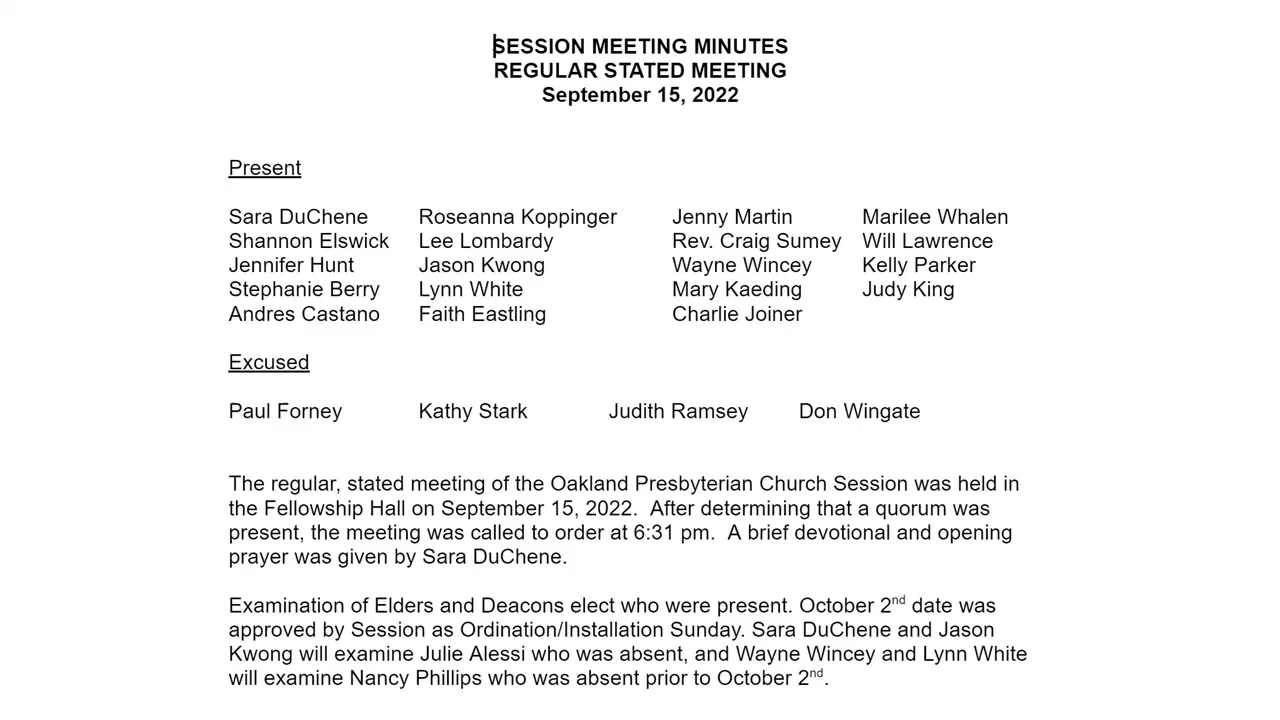 SESSION MEETING MINUTES
REGULAR STATED MEETING
September 15, 2022
Present
Sara DuChene Roseanna Koppinger Jenny Martin Marilee Whalen
Shannon Elswick Lee Lombardy Rev. Craig Sumey Will Lawrence
Jennifer Hunt Jason Kwong Wayne Wincey Kelly Parker
Stephanie Berry Lynn White Mary Kaeding Judy King
Andres Castano Faith Eastling Charlie Joiner
Excused
Paul Forney Kathy Stark Judith Ramsey Don Wingate
The regular, stated meeting of the Oakland Presbyterian Church Session was held in
the Fellowship Hall on September 15, 2022.  After determining that a quorum was
present, the meeting was called to order at 6:31 pm.  A brief devotional and opening
prayer was given by Sara DuChene.
Examination of Elders and Deacons elect who were present. October 2nd date was
approved by Session as Ordination/Installation Sunday. Sara DuChene and Jason
Kwong will examine Julie Alessi who was absent, and Wayne Wincey and Lynn White
will examine Nancy Phillips who was absent prior to October 2nd.